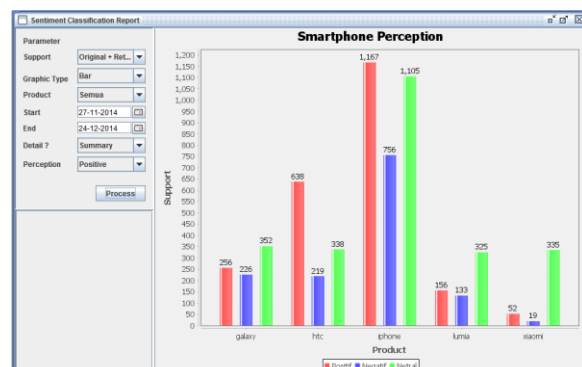 Sentiment Classification Report
Parameter
Support Original + Ret...
Graphic Type Bar
Product Semua
Start 27-11-2014
End 24-12-2014
Detail ? Summary
Perception Positive
Process
Smartphone Perception
Support
1,200
1,150
1,100
1,050
1,000
950
900
850
800
750
700
650
600
550
500
450
400
350
300
250
200
150
100
50
0
256 226 352
638 219 338
1,167 756 1,105
156 133 325
52 19 335
galaxy htc iphone lumia xiaomi
Product
Positif Negatif Netral